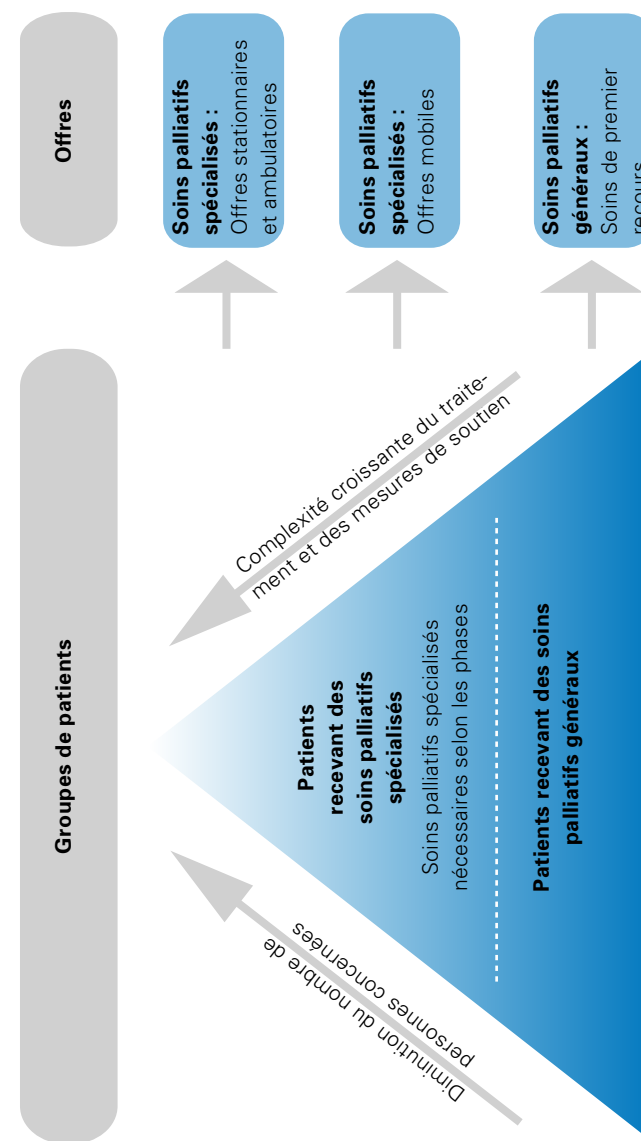 Groupes de patients
Offres
Diminution du nombre de
personnes concernées
Complexité croissante du traite-
ment et des mesures de soutien
Patients
recevant des
soins palliatifs
spécialisés
Soins palliatifs spécialisés
nécessaires selon les phases
Patients recevant des soins
palliatifs généraux
Soins palliatifs
spécialisés :
Offres stationnaires
et ambulatoires
Soins palliatifs
spécialisés :
Offres mobiles
Soins palliatifs
généraux :
Soins de premier
recours